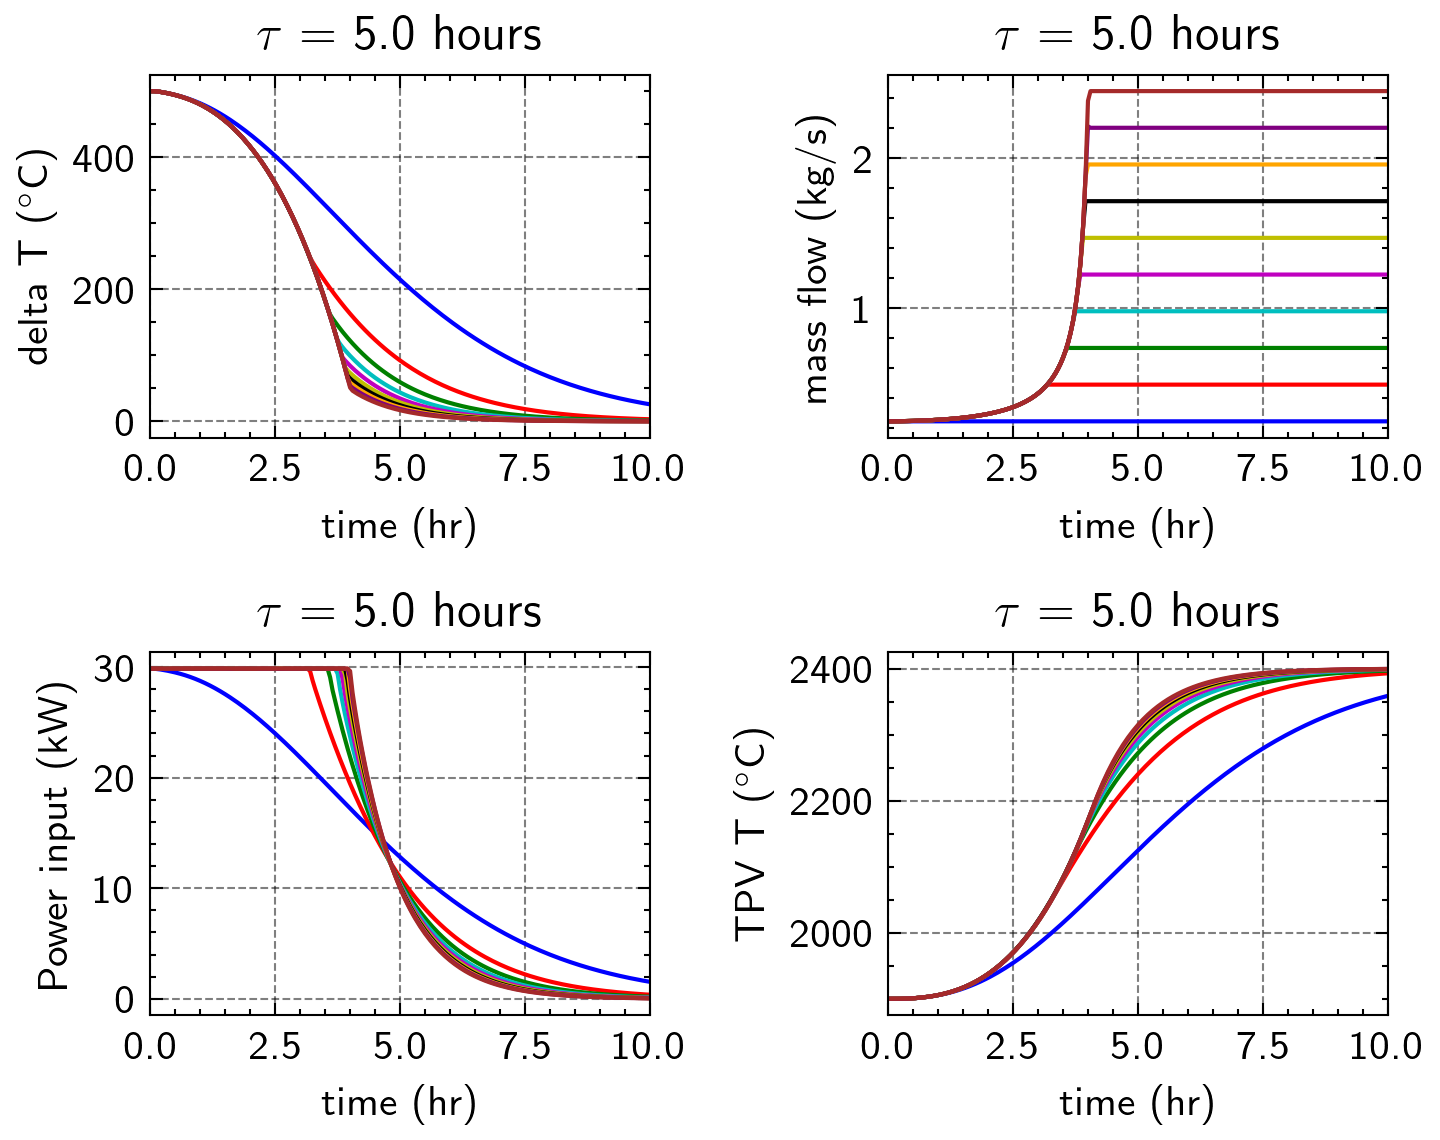 τ = 5.0 hours
delta T (°C)
400
200
0
0.0 2.5 5.0 7.5 10.0
time (hr)
τ = 5.0 hours
mass flow (kg/s)
2
1
0.0 2.5 5.0 7.5 10.0
time (hr)
τ = 5.0 hours
Power input (kW)
30
20
10
0
0.0 2.5 5.0 7.5 10.0
time (hr)
τ = 5.0 hours
TPV T (°C)
2400
2200
2000
0.0 2.5 5.0 7.5 10.0
time (hr)